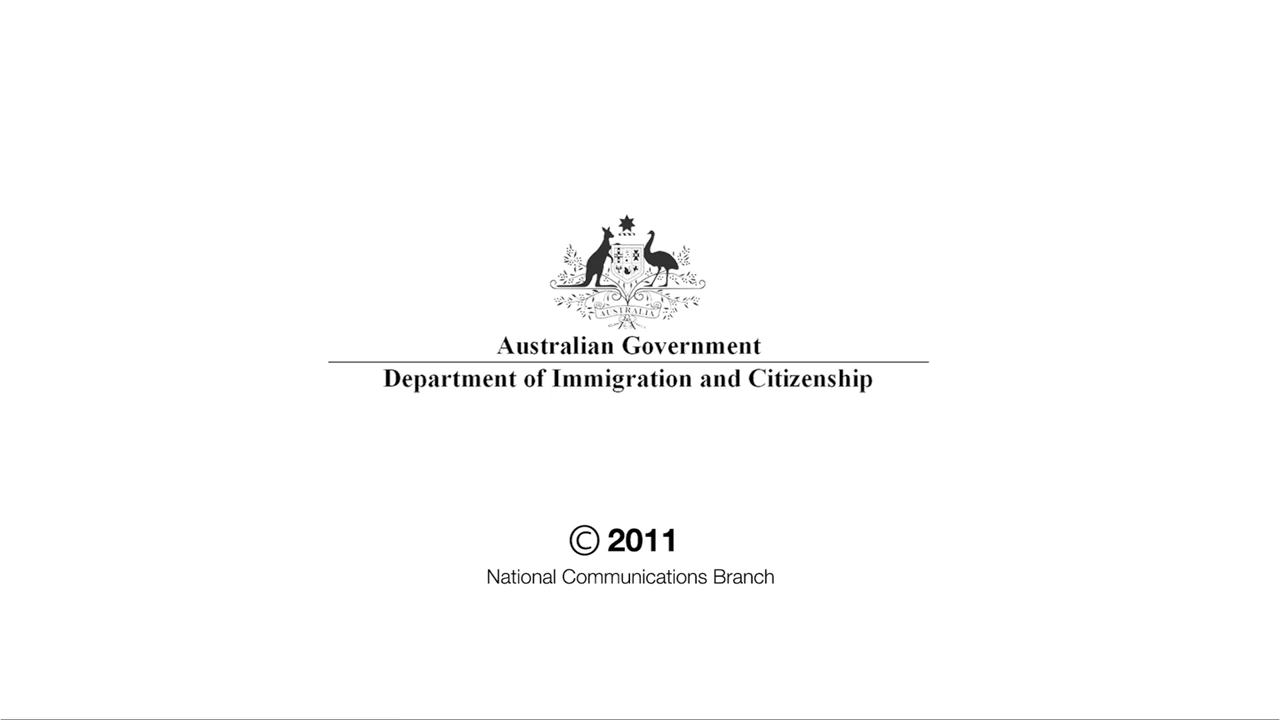 AUSTRALIA
Australian Government
Department of Immigration and Citizenship
© 2011
National Communications Branch